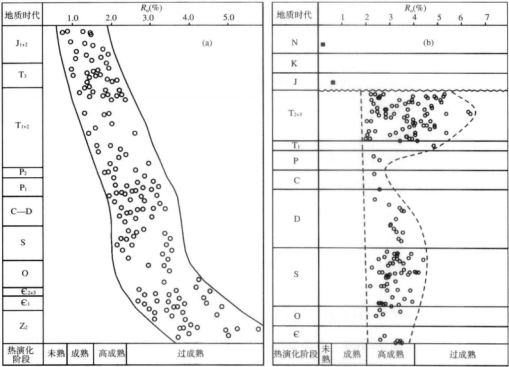 地质时代
Rₒ(%)
1.0 2.0 3.0 4.0 5.0
(a)
J₁₊₂
T₃
T₁₊₂
P₂
P₁
C—D
S
O
Є₂₊₃
Є₁
Z₂
热演化
阶段
未熟 成熟 高成熟 过成熟
地质时代
Rₒ(%)
1 2 3 4 5 6 7
(b)
N
K
J
T₂₊₃
T₁
P
C
D
S
O
Є
热演化阶段
未熟
成熟 高成熟 过成熟